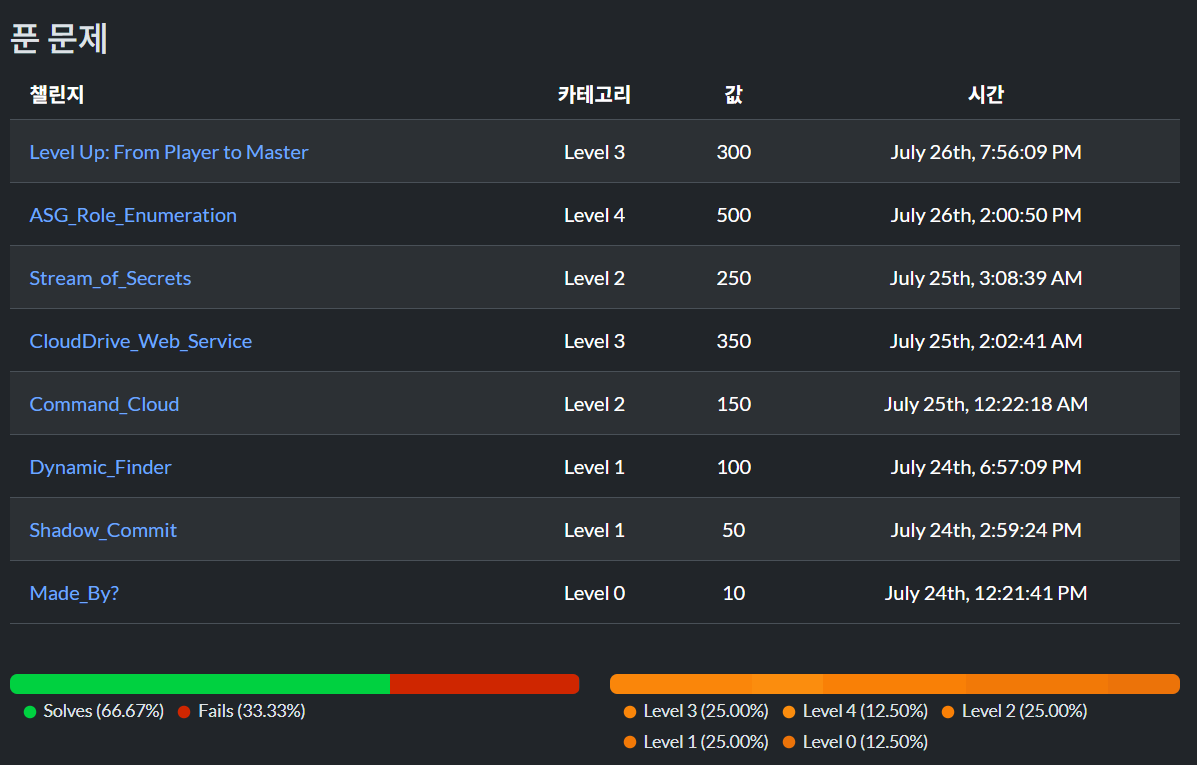 푼 문제
챌린지 카테고리 값 시간
Level Up: From Player to Master Level 3 300 July 26th, 7:56:09 PM
ASG_Role_Enumeration Level 4 500 July 26th, 2:00:50 PM
Stream_of_Secrets Level 2 250 July 25th, 3:08:39 AM
CloudDrive_Web_Service Level 3 350 July 25th, 2:02:41 AM
Command_Cloud Level 2 150 July 25th, 12:22:18 AM
Dynamic_Finder Level 1 100 July 24th, 6:57:09 PM
Shadow_Commit Level 1 50 July 24th, 2:59:24 PM
Made_By? Level 0 10 July 24th, 12:21:41 PM
Solves (66.67%) Fails (33.33%)
Level 3 (25.00%) Level 4 (12.50%) Level 2 (25.00%)
Level 1 (25.00%) Level 0 (12.50%)